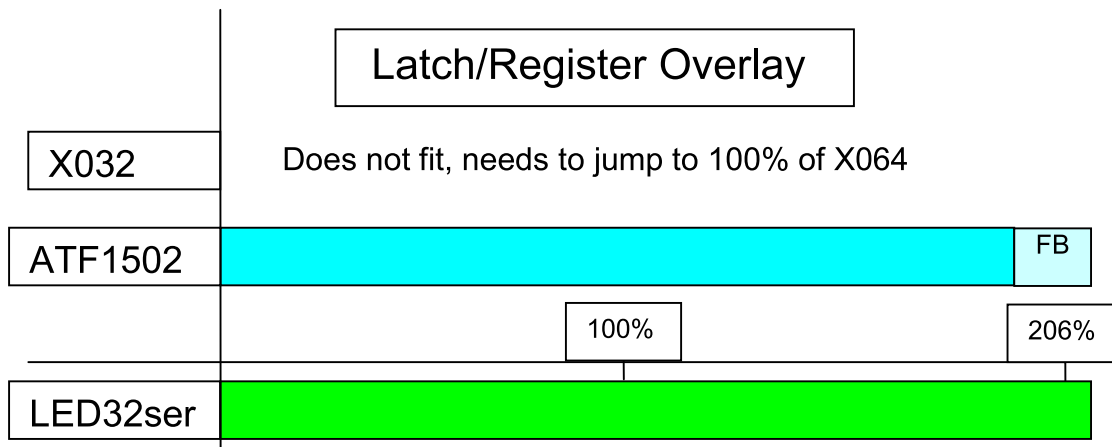 Latch/Register Overlay
X032
Does not fit, needs to jump to 100% of X064
ATF1502
FB
100%
206%
LED32ser